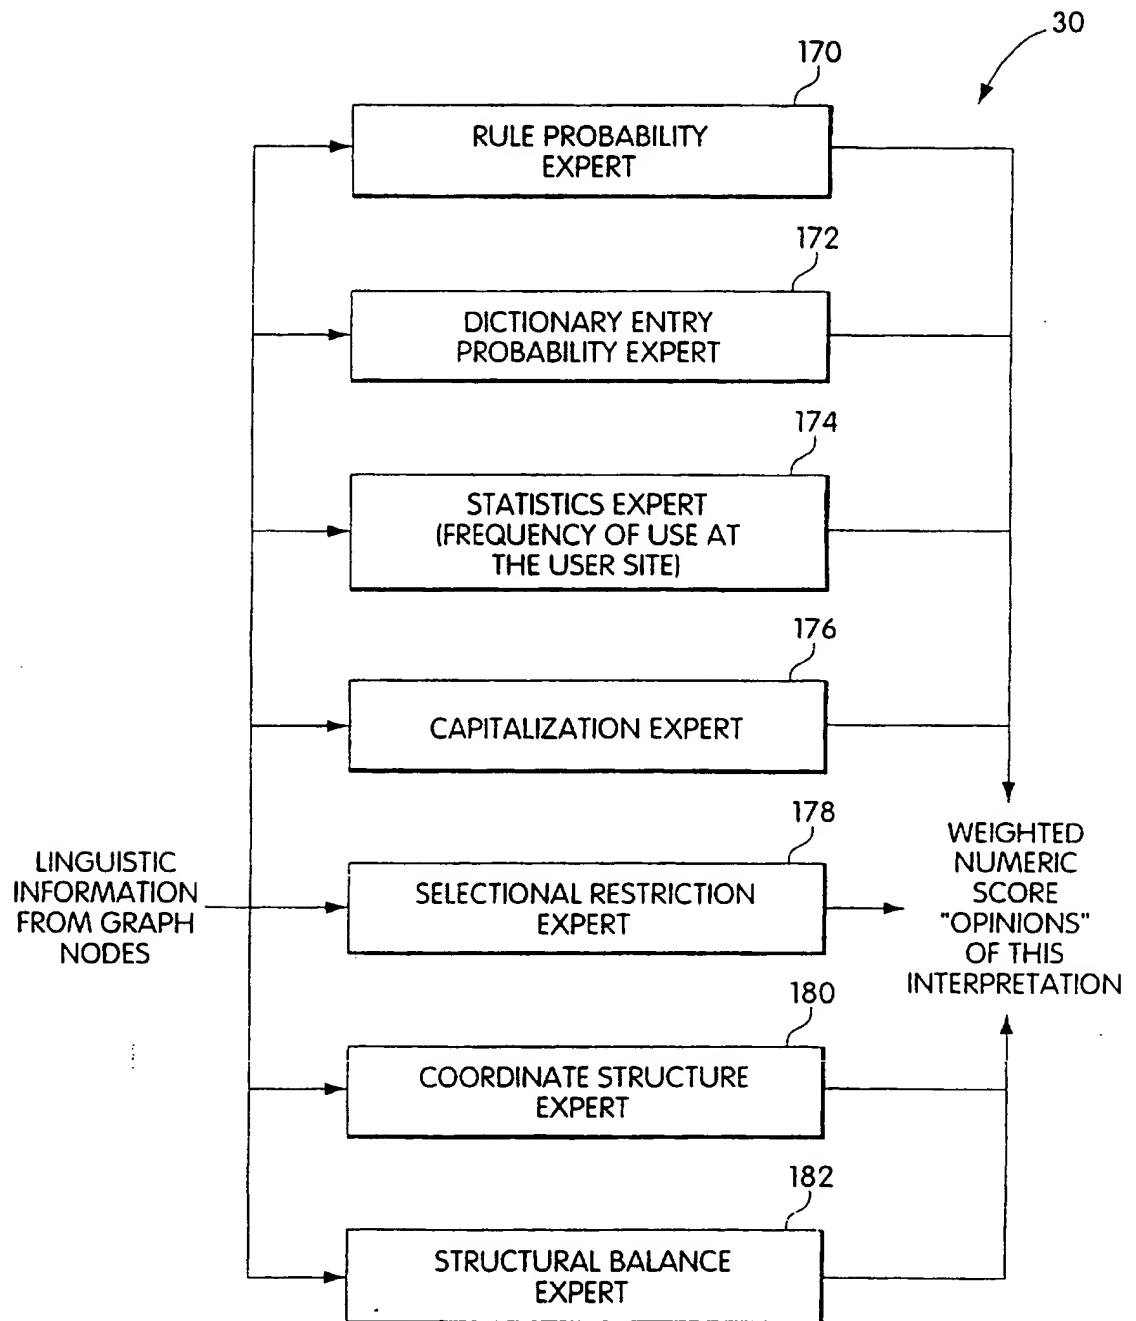 30
170
RULE PROBABILITY
EXPERT
172
DICTIONARY ENTRY
PROBABILITY EXPERT
174
STATISTICS EXPERT
(FREQUENCY OF USE AT
THE USER SITE)
176
CAPITALIZATION EXPERT
178
LINGUISTIC
INFORMATION
FROM GRAPH
NODES
SELECTIONAL RESTRICTION
EXPERT
WEIGHTED
NUMERIC
SCORE
"OPINIONS"
OF THIS
INTERPRETATION
180
COORDINATE STRUCTURE
EXPERT
182
STRUCTURAL BALANCE
EXPERT